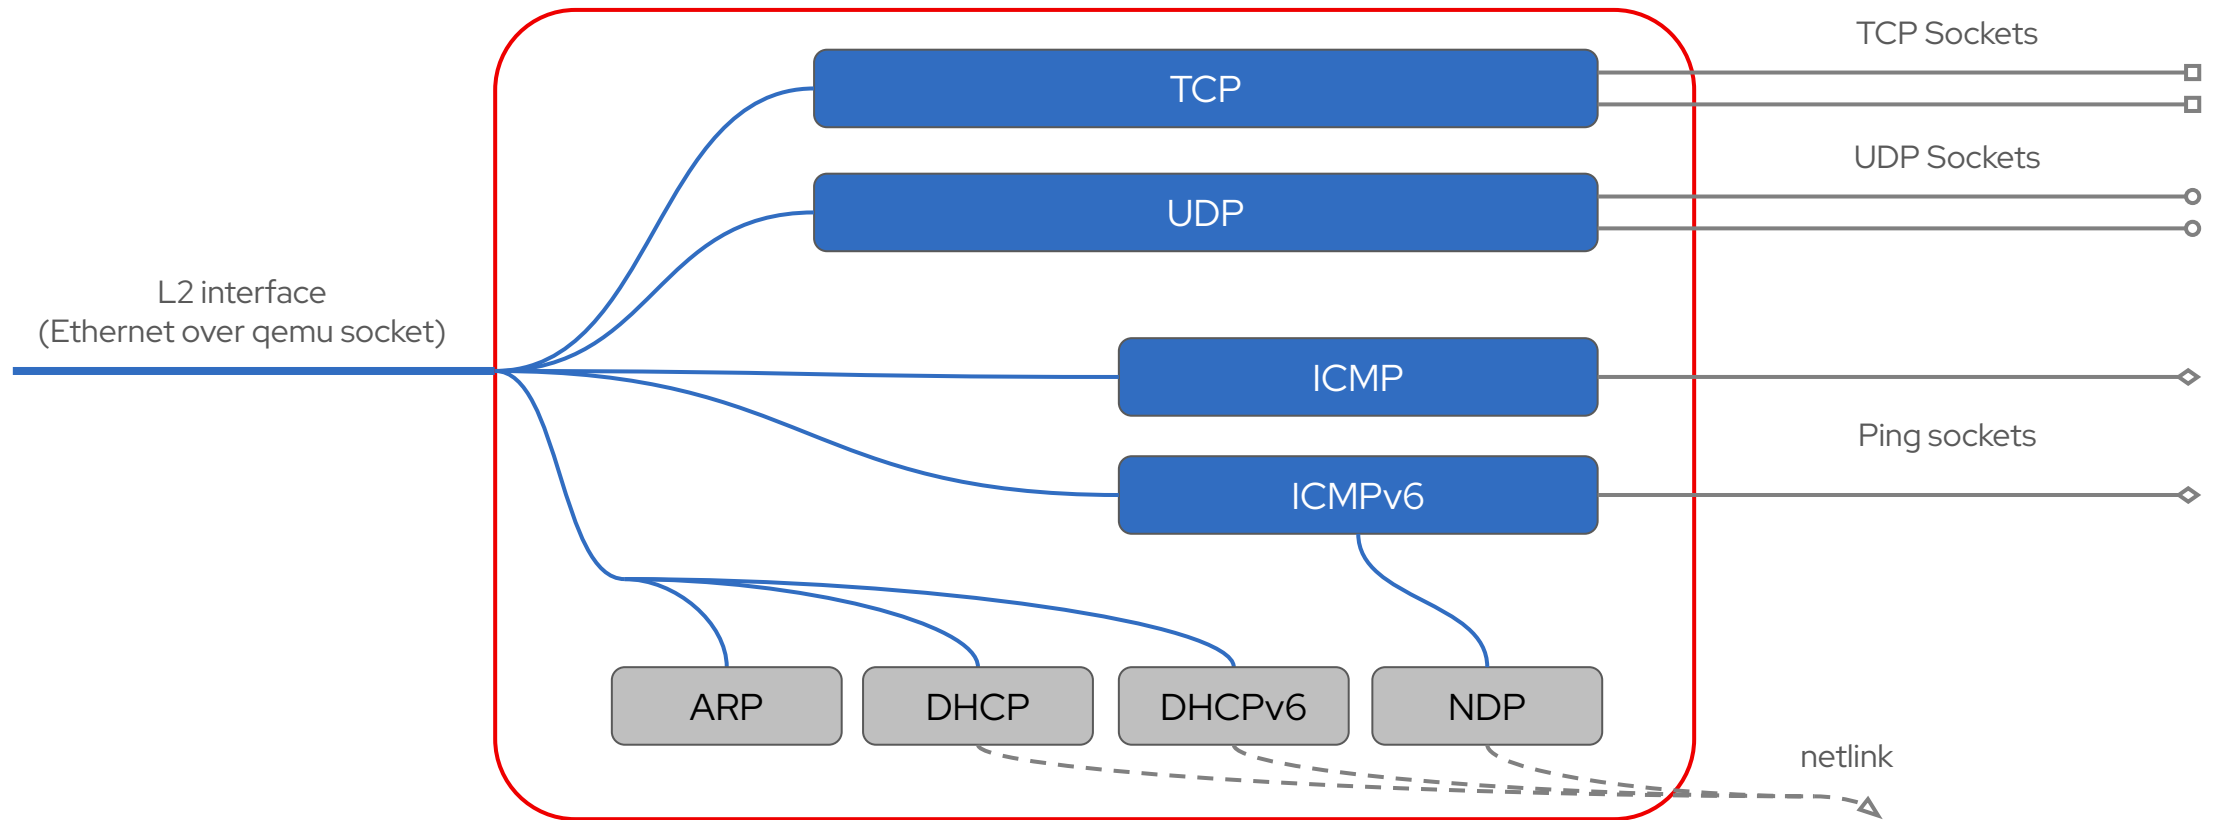 TCP Sockets
TCP
UDP Sockets
UDP
L2 interface
(Ethernet over qemu socket)
ICMP
Ping sockets
ICMPv6
ARP
DHCP
DHCPv6
NDP
netlink